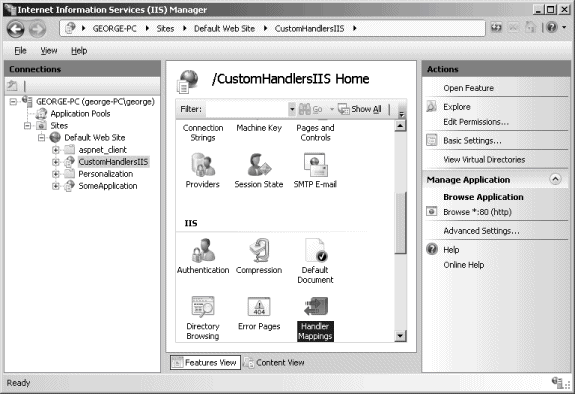 Internet Information Services (IIS) Manager
GEORGE-PC Sites Default Web Site CustomHandlersIIS
File View Help
Connections
GEORGE-PC (george-PC\george)
Application Pools
Sites
Default Web Site
aspnet_client
CustomHandlersIIS
Personalization
SomeApplication
/CustomHandlersIIS Home
Filter: Go Show All
Connection Strings
Machine Key
Pages and Controls
Providers
Session State
SMTP E-mail
IIS
Authentication
Compression
Default Document
Directory Browsing
404
Error Pages
Handler Mappings
Features View Content View
Actions
Open Feature
Explore
Edit Permissions...
Basic Settings...
View Virtual Directories
Manage Application
Browse Application
Browse *:80 (http)
Advanced Settings...
Help
Online Help
Ready